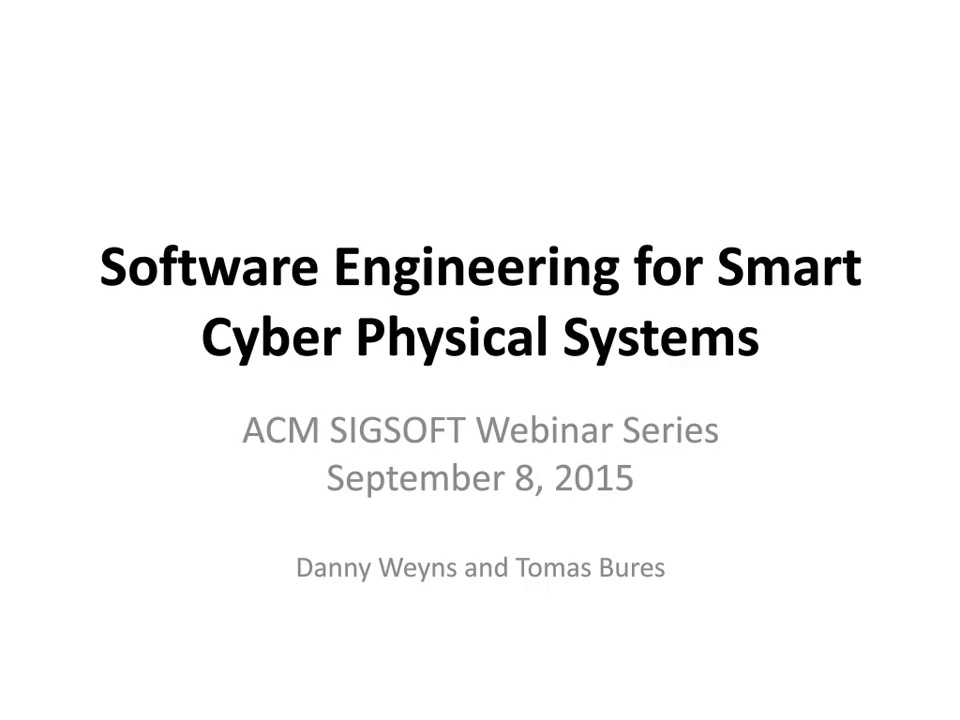 Software Engineering for Smart
Cyber Physical Systems
ACM SIGSOFT Webinar Series
September 8, 2015
Danny Weyns and Tomas Bures